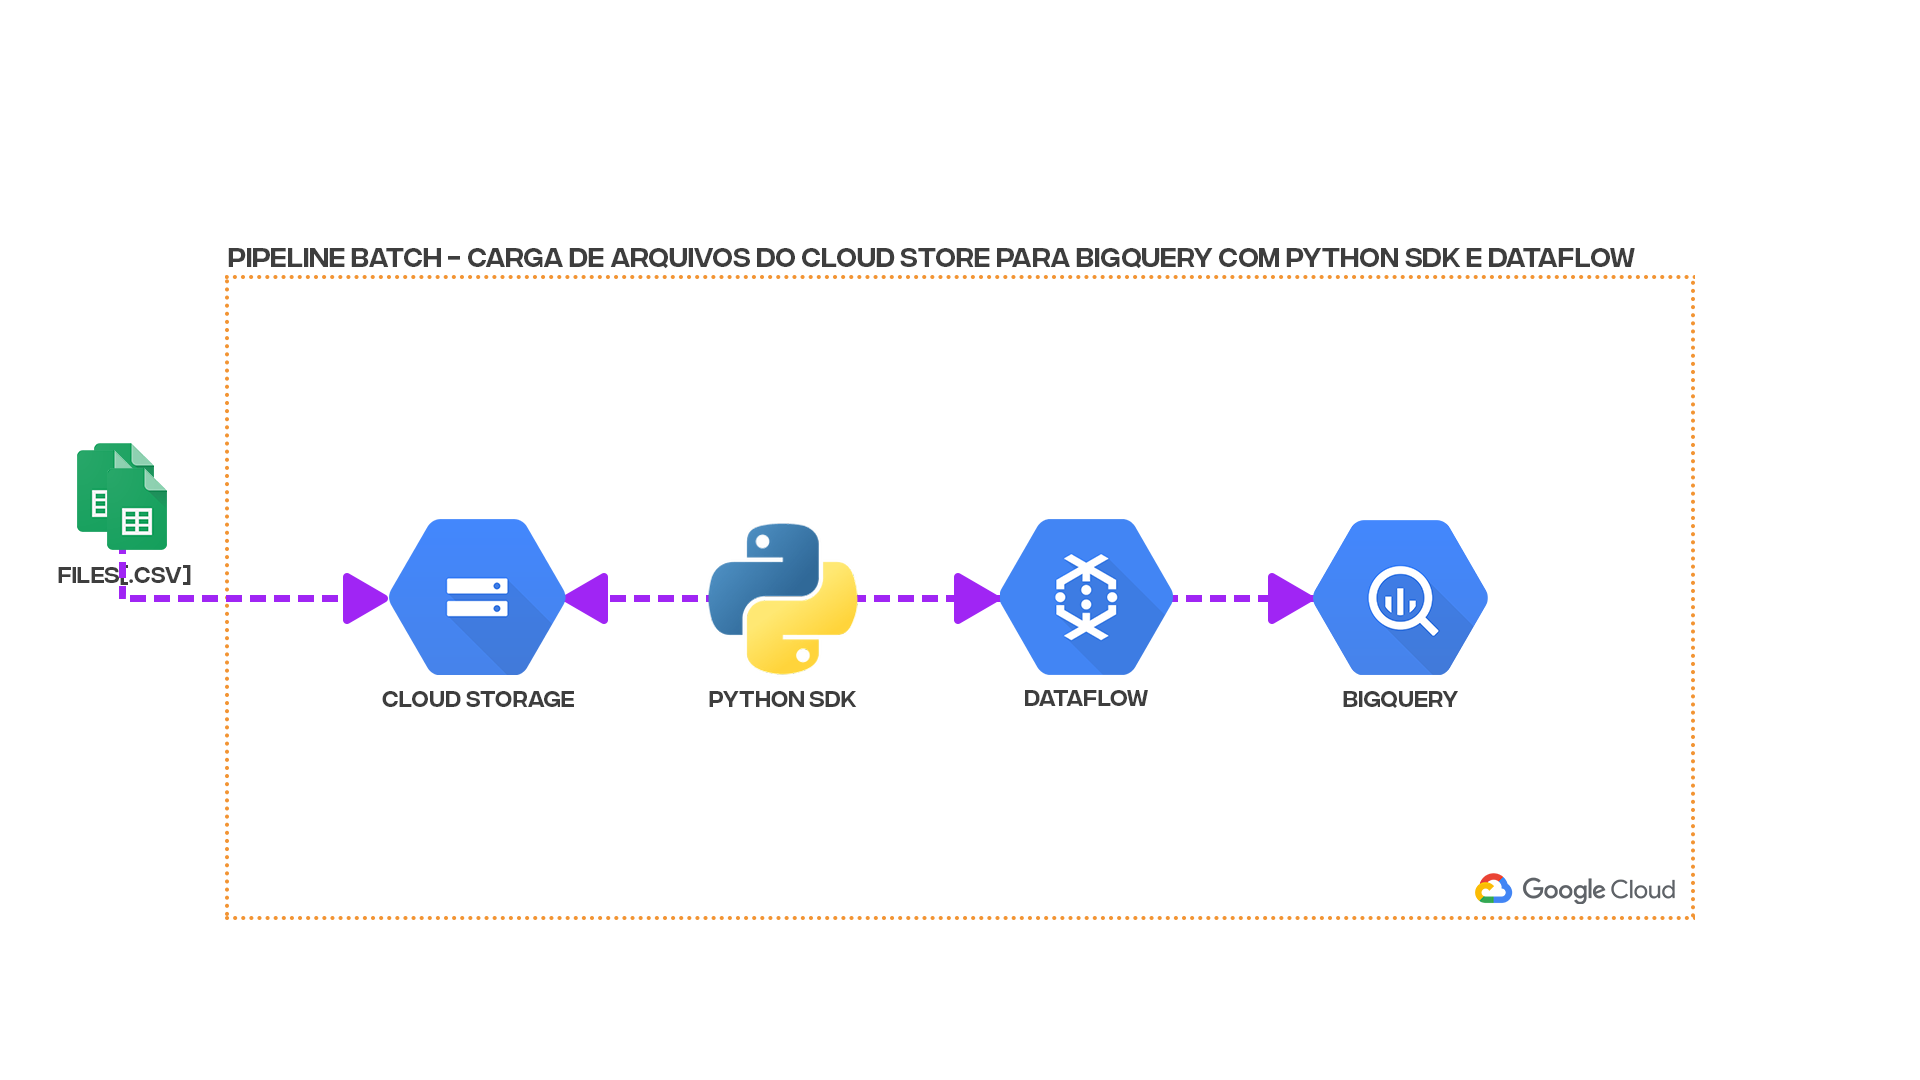 PIPELINE BATCH - CARGA DE ARQUIVOS DO CLOUD STORE PARA BIGQUERY COM PYTHON SDK E DATAFLOW
FILES[.CSV]
CLOUD STORAGE
PYTHON SDK
DATAFLOW
BIGQUERY
Google Cloud